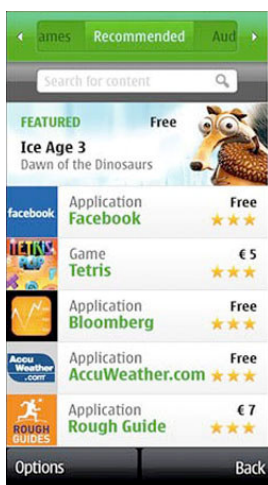 ames Recommended Aud
Search for content
FEATURED Free
Ice Age 3
Dawn of the Dinosaurs
facebook
Application Free
Facebook
TETRIS
Game € 5
Tetris
Application Free
Bloomberg
Accu
Weather
.com
Application Free
AccuWeather.com
ROUGH
GUIDES
Application € 7
Rough Guide
Options Back